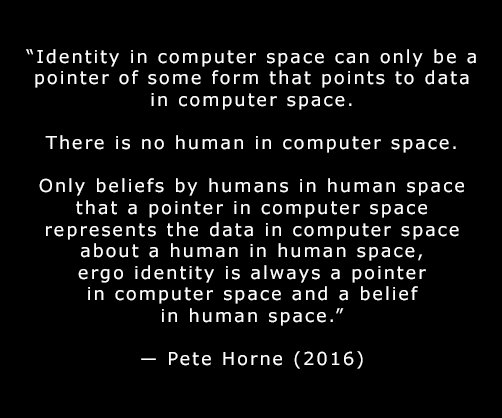 “Identity in computer space can only be a
pointer of some form that points to data
in computer space.
There is no human in computer space.
Only beliefs by humans in human space
that a pointer in computer space
represents the data in computer space
about a human in human space,
ergo identity is always a pointer
in computer space and a belief
in human space.”
— Pete Horne (2016)